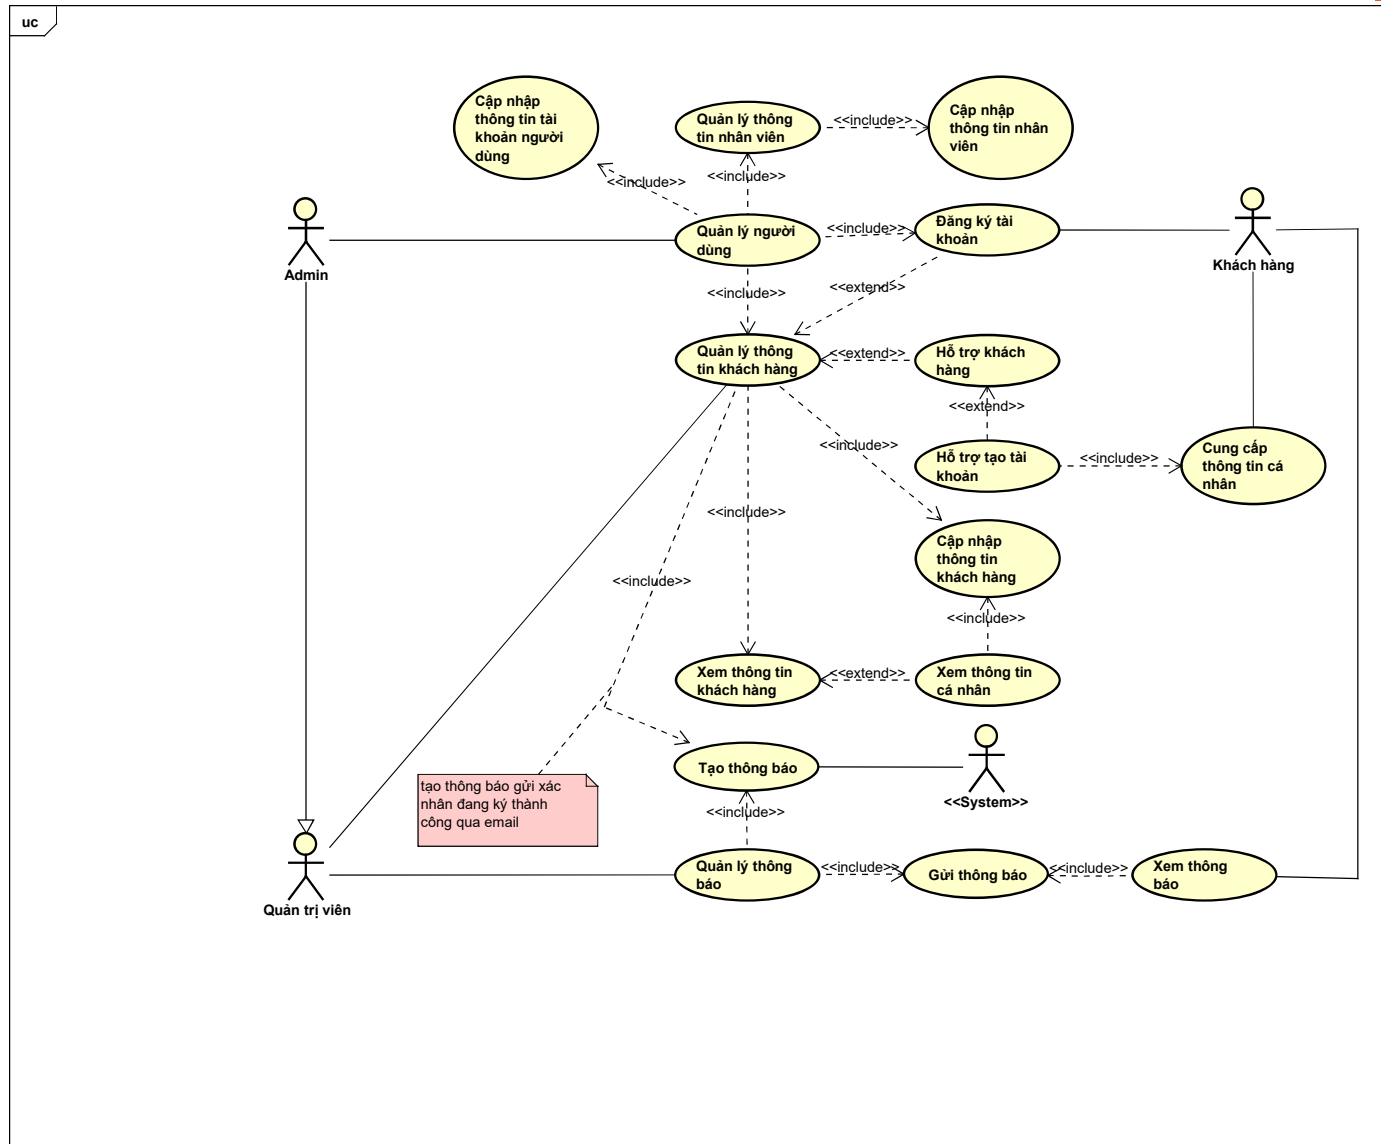 uc
Cập nhập
thông tin tài
khoản người
dùng
Quản lý thông
tin nhân viên
<<include>>
Cập nhập
thông tin nhân
viên
<<include>>
<<include>>
Admin
Quản lý người
dùng
<<include>>
Đăng ký tài
khoản
Khách hàng
<<include>>
<<extend>>
Quản lý thông
tin khách hàng
<<extend>>
Hỗ trợ khách
hàng
<<extend>>
<<include>>
Hỗ trợ tạo tài
khoản
<<include>>
Cung cấp
thông tin cá
nhân
<<include>>
Cập nhập
thông tin
khách hàng
<<include>>
<<include>>
Xem thông tin
khách hàng
<<extend>>
Xem thông tin
cá nhân
Tạo thông báo
<<System>>
tạo thông báo gửi xác
nhân đang ký thành
công qua email
<<include>>
Quản trị viên
Quản lý thông
báo
<<include>>
Gửi thông báo
<<include>>
Xem thông
báo